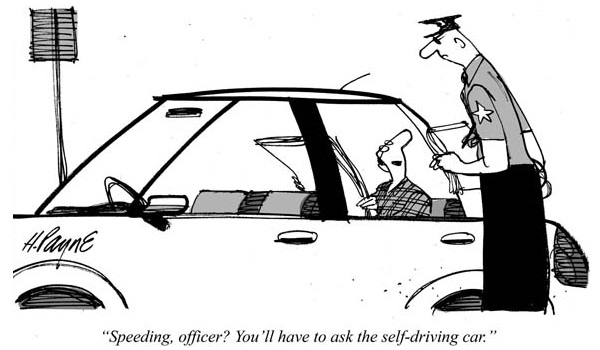 H. Payne
"Speeding, officer? You'll have to ask the self-driving car."